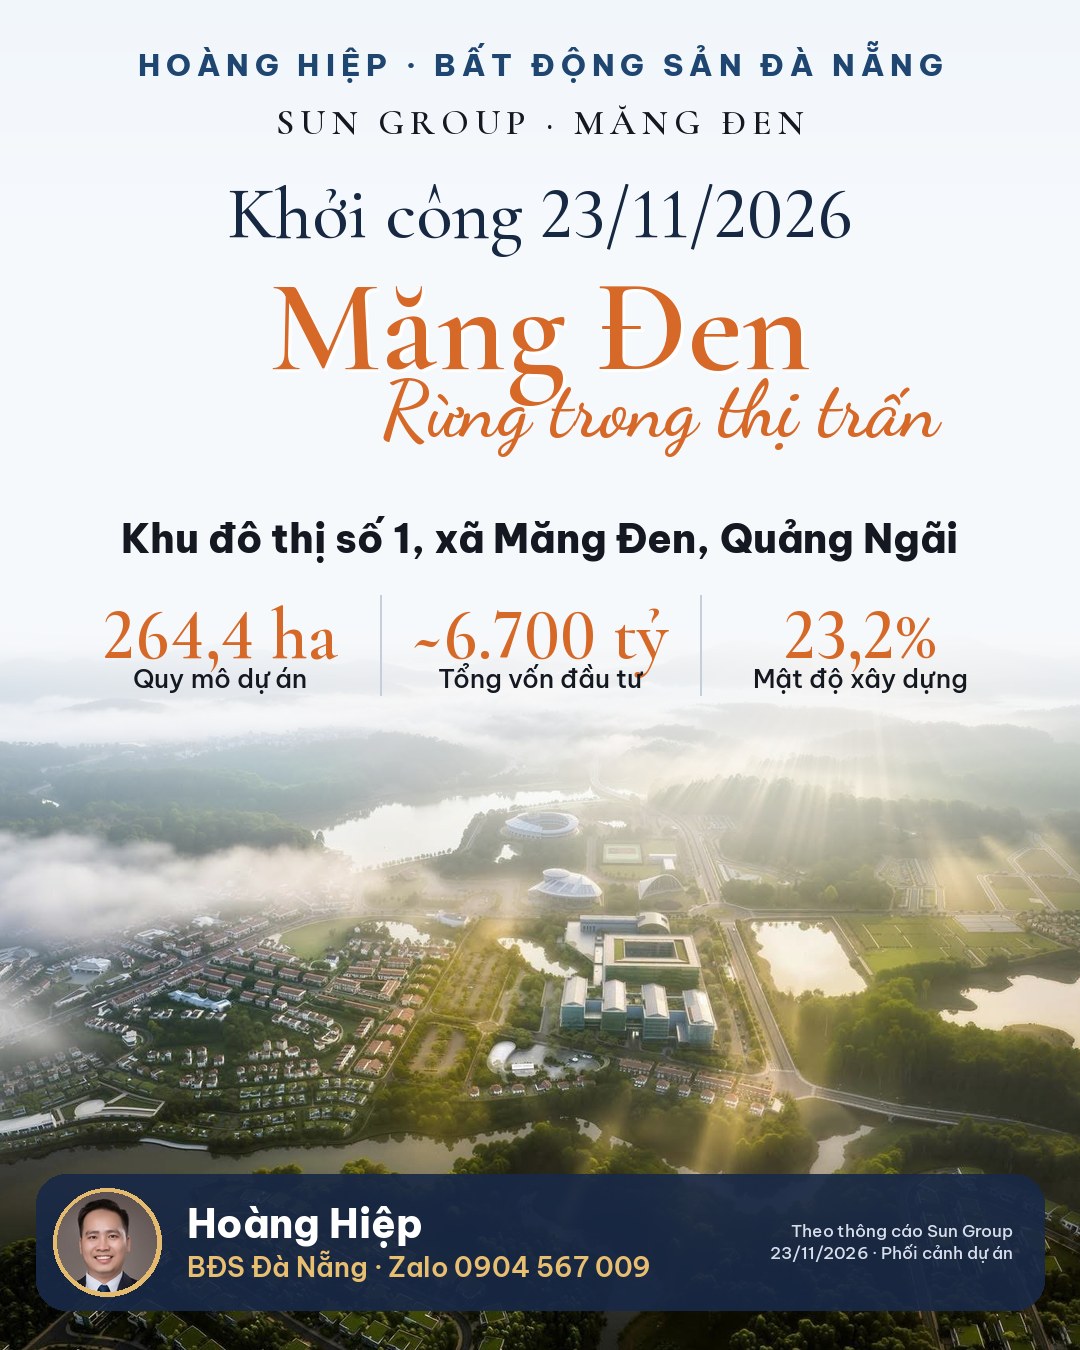 HOÀNG HIỆP · BẤT ĐỘNG SẢN ĐÀ NẴNG
SUN GROUP · MĂNG ĐEN
Khởi công 23/11/2026
Măng Đen
Rừng trong thị trấn
Khu đô thị số 1, xã Măng Đen, Quảng Ngãi
264,4 ha
Quy mô dự án
~6.700 tỷ
Tổng vốn đầu tư
23,2%
Mật độ xây dựng
Hoàng Hiệp
BĐS Đà Nẵng · Zalo 0904 567 009
Theo thông cáo Sun Group
23/11/2026 · Phối cảnh dự án